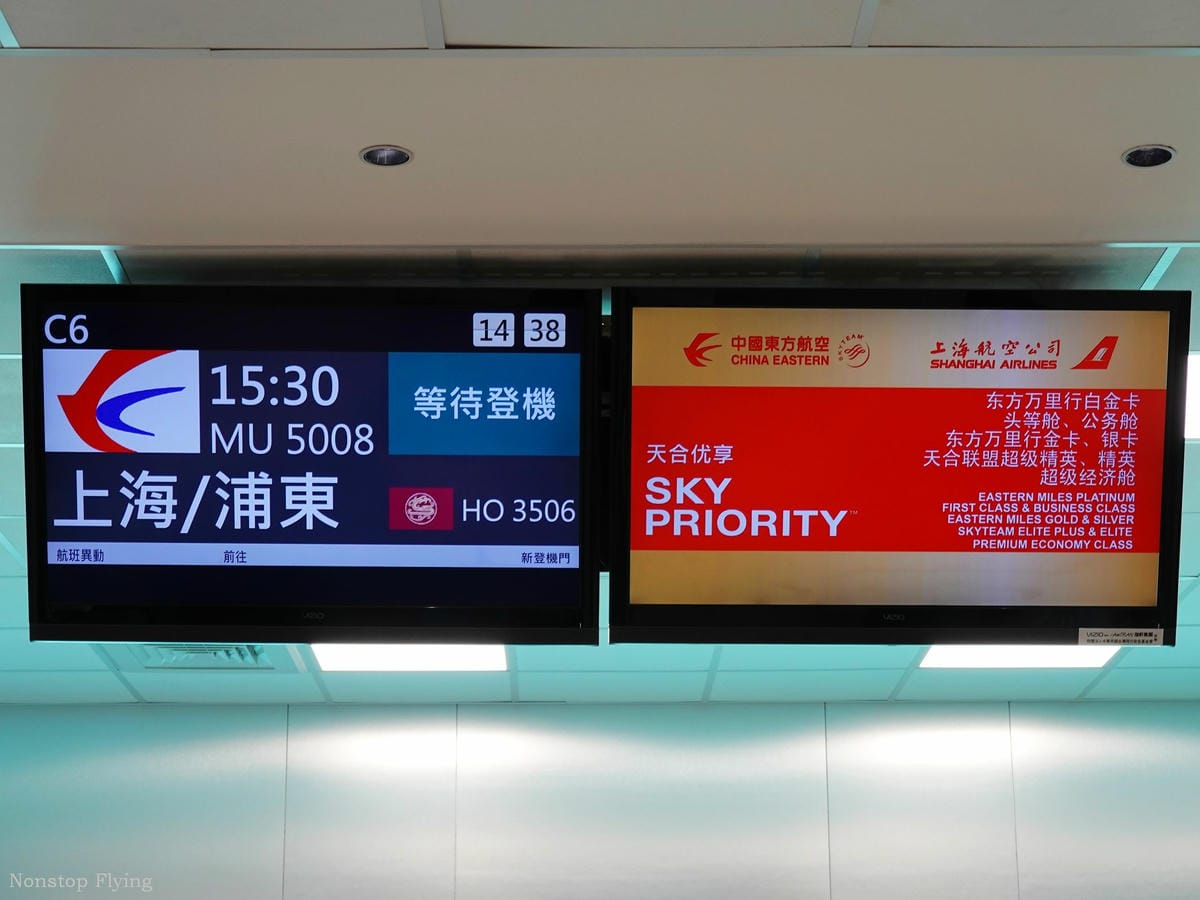 C6
14 38
15:30
等待登機
MU 5008
上海/浦東
HO 3506
航班異動 前往 新登機門
VIZIO
中國東方航空
CHINA EASTERN
SKYTEAM
上海航空公司
SHANGHAI AIRLINES
东方万里行白金卡
头等舱、公务舱
东方万里行金卡、银卡
天合联盟超级精英、精英
超级经济舱
天合优享
SKY
PRIORITY™
EASTERN MILES PLATINUM
FIRST CLASS & BUSINESS CLASS
EASTERN MILES GOLD & SILVER
SKYTEAM ELITE PLUS & ELITE
PREMIUM ECONOMY CLASS
VIZIO
VIZIO
Nonstop Flying